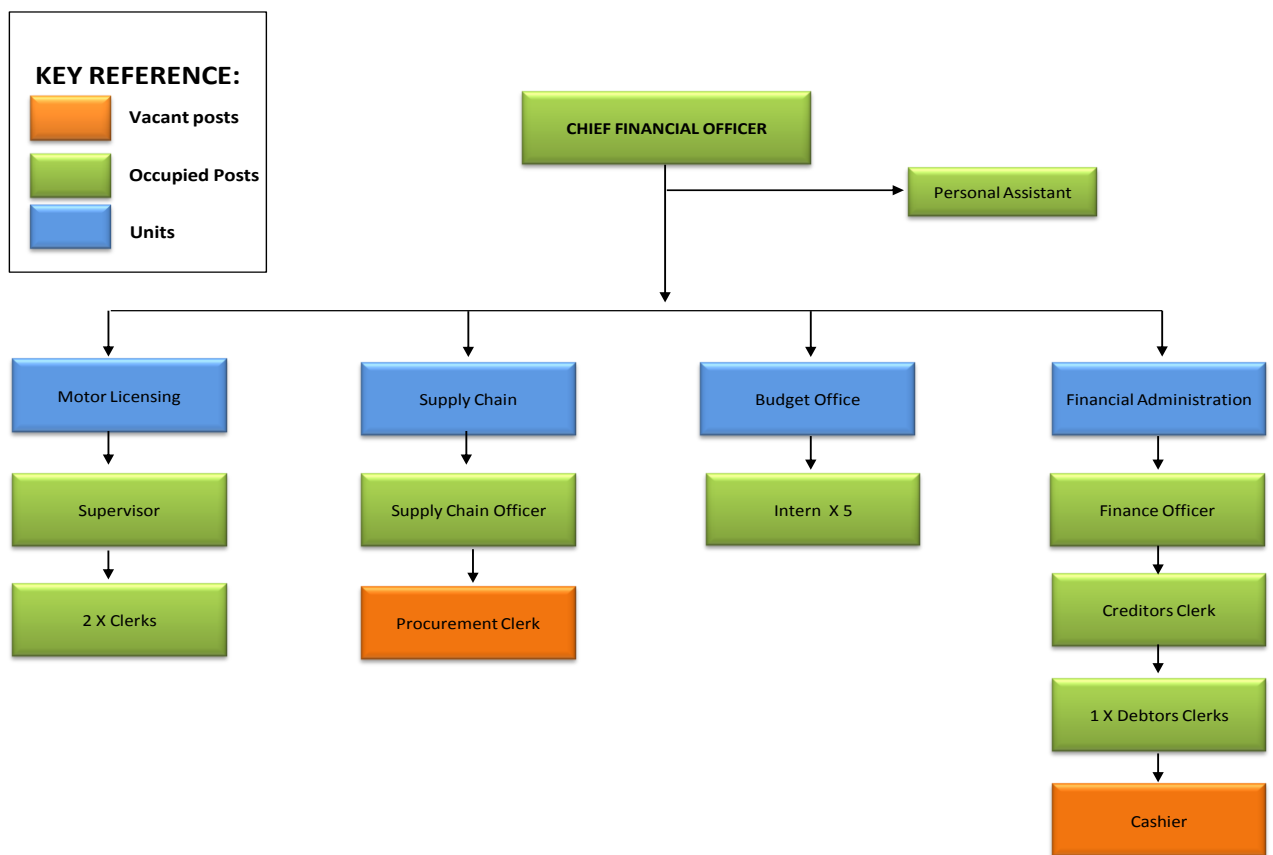 KEY REFERENCE:
Vacant posts
Occupied Posts
Units
CHIEF FINANCIAL OFFICER
Personal Assistant
Motor Licensing
Supply Chain
Budget Office
Financial Administration
Supervisor
Supply Chain Officer
Intern X 5
Finance Officer
2 X Clerks
Procurement Clerk
Creditors Clerk
1 X Debtors Clerks
Cashier